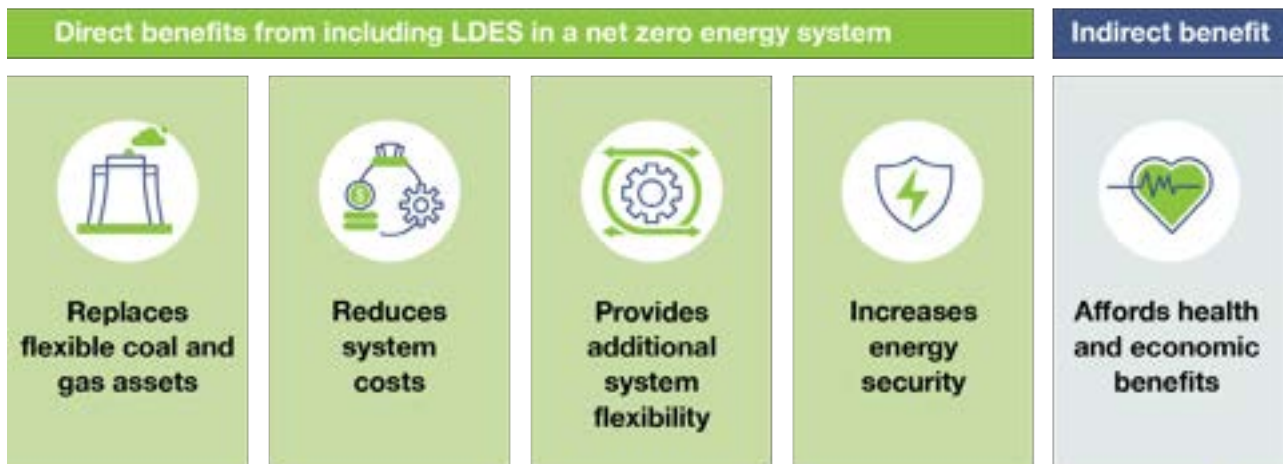 Direct benefits from including LDES in a net zero energy system
Indirect benefit
Replaces
flexible coal and
gas assets
$
Reduces
system
costs
Provides
additional
system
flexibility
Increases
energy
security
Affords health
and economic
benefits